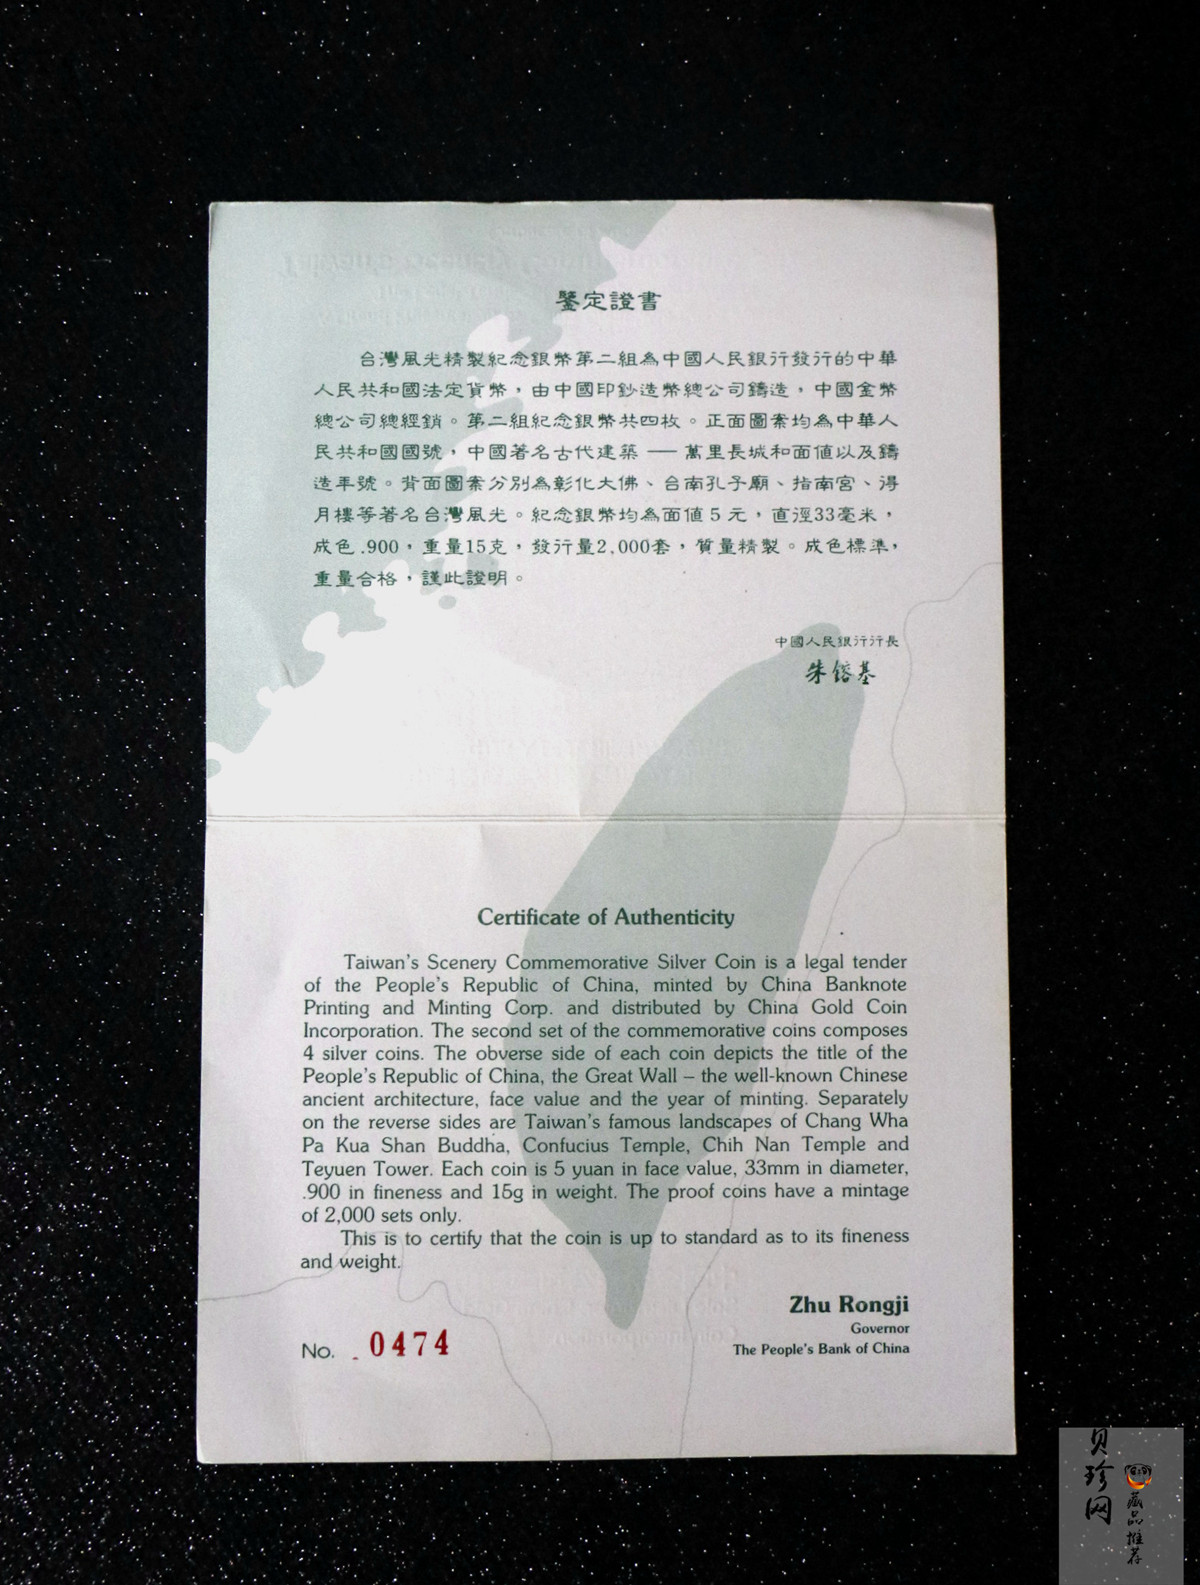 鑒定證書
台灣風光精製紀念銀幣第二組為中國人民銀行發行的中華
人民共和國法定貨幣，由中國印鈔造幣總公司鑄造，中國金幣
總公司總經銷。第二組紀念銀幣共四枚。正面圖案均為中華人
民共和國國號，中國著名古代建築 — 萬里長城和面值以及鑄
造年號。背面圖案分別為彰化大佛、台南孔子廟、指南宮、得
月樓等著名台灣風光。紀念銀幣均為面值5元，直徑33毫米，
成色.900，重量15克，發行量2,000套，質量精製。成色標準，
重量合格，謹此證明。
中國人民銀行行長
朱鎔基
Certificate of Authenticity
Taiwan's Scenery Commemorative Silver Coin is a legal tender
of the People's Republic of China, minted by China Banknote
Printing and Minting Corp. and distributed by China Gold Coin
Incorporation. The second set of the commemorative coins composes
4 silver coins. The obverse side of each coin depicts the title of the
People's Republic of China, the Great Wall – the well-known Chinese
ancient architecture, face value and the year of minting. Separately
on the reverse sides are Taiwan's famous landscapes of Chang Wha
Pa Kua Shan Buddha, Confucius Temple, Chih Nan Temple and
Teyuen Tower. Each coin is 5 yuan in face value, 33mm in diameter,
.900 in fineness and 15g in weight. The proof coins have a mintage
of 2,000 sets only.
This is to certify that the coin is up to standard as to its fineness
and weight.
Zhu Rongji
Governor
The People's Bank of China
No. 0474
贝珍网
藏品推荐